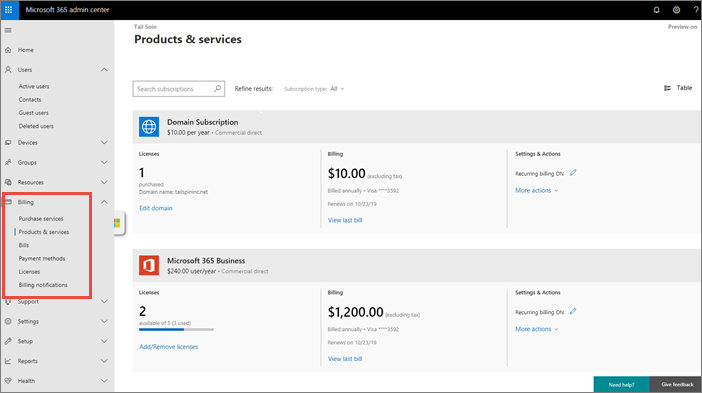 Microsoft 365 admin center
?
Home
Users
Active users
Contacts
Guest users
Deleted users
Devices
Groups
Resources
Billing
Purchase services
Products & services
Bills
Payment methods
Licenses
Billing notifications
Support
Settings
Setup
Reports
Health
Tail Soin
Preview on
Products & services
Search subscriptions
Refine results:
Subscription type: All
Table
Domain Subscription
$10.00 per year • Commercial direct
Licenses
1
purchased
Domain name: tailspininc,net
Edit domain
Billing
$10.00 (excluding tax)
Billed annually • Visa ****3592
Renews on 10/23/19
View last bill
Settings & Actions
Recurring billing ON
More actions
Microsoft 365 Business
$240.00 user/year • Commercial direct
Licenses
2
available of 5 (3 used)
Add/Remove licenses
Billing
$1,200.00 (excluding tax)
Billed annually • Visa ****3592
Renews on 10/23/19
View last bill
Settings & Actions
Recurring billing ON
More actions
Need help?
Give feedback